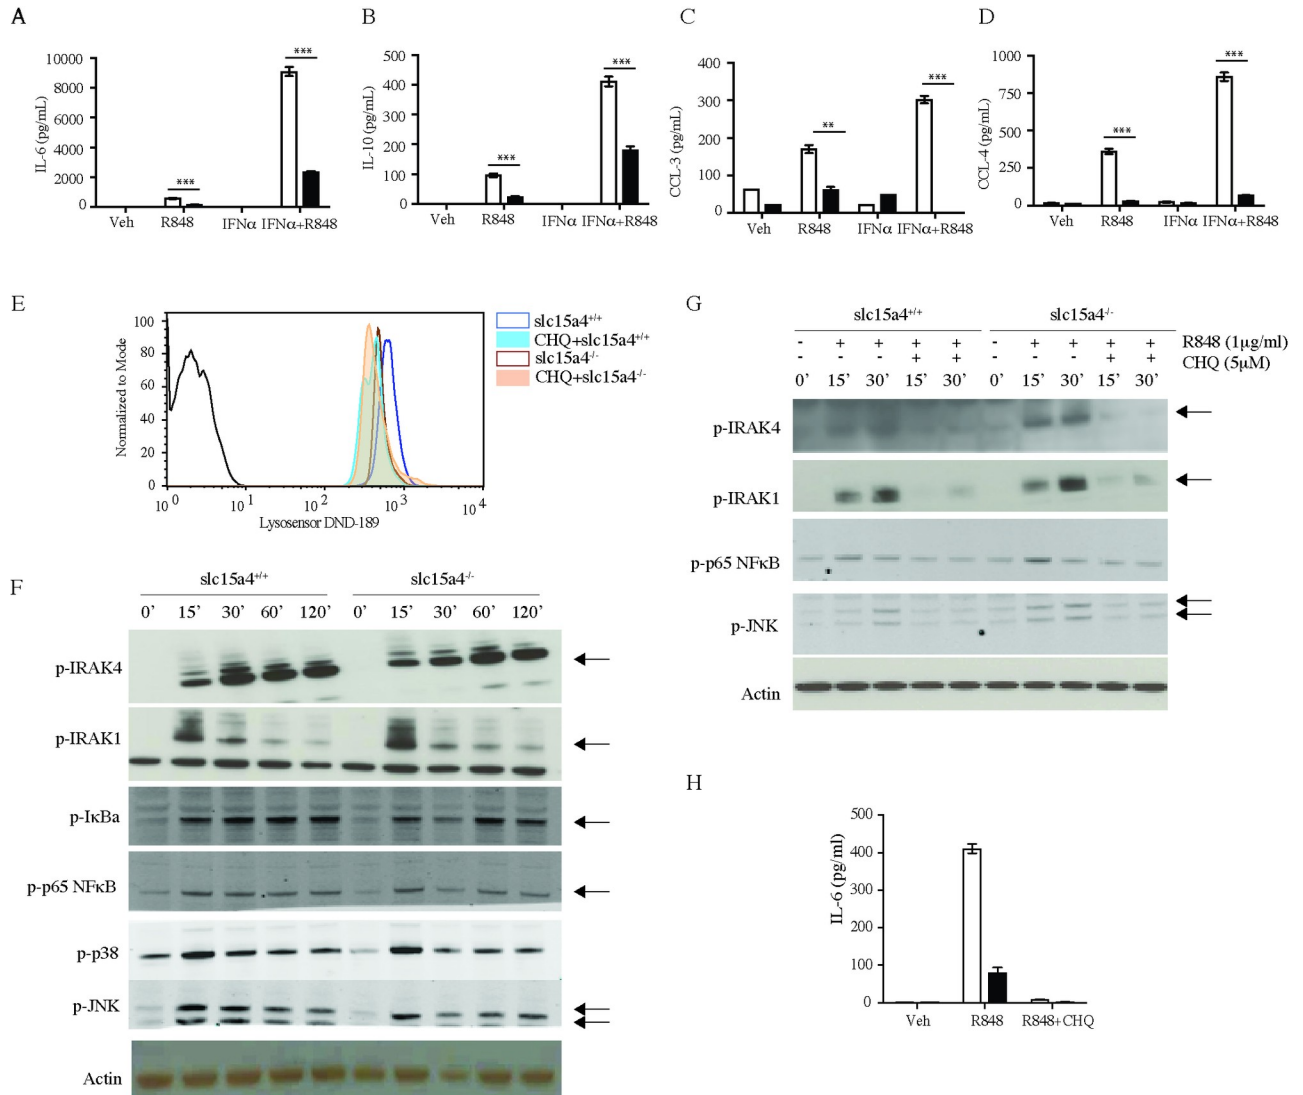 A
IL-6 (pg/mL)
10000
8000
6000
4000
2000
0
***
***
Veh R848 IFNα IFNα+R848
B
IL-10 (pg/mL)
500
400
300
200
100
0
***
***
Veh R848 IFNα IFNα+R848
C
CCL-3 (pg/mL)
400
300
200
100
0
**
***
Veh R848 IFNα IFNα+R848
D
CCL-4 (pg/mL)
1000
750
500
250
0
***
***
Veh R848 IFNα IFNα+R848
E
Normalized to Mode
100
80
60
40
20
0
10^0 10^1 10^2 10^3 10^4
Lysosensor DND-189
slc15a4+/+
CHQ+slc15a4+/+
slc15a4-/-
CHQ+slc15a4-/-
F
slc15a4+/+ slc15a4-/-
0’ 15’ 30’ 60’ 120’ 0’ 15’ 30’ 60’ 120’
p-IRAK4
p-IRAK1
p-IκBa
p-p65 NFκB
p-p38
p-JNK
Actin
G
slc15a4+/+ slc15a4-/-
- + + + + - + + + + R848 (1μg/ml)
- - - + + - - - + + CHQ (5μM)
0’ 15’ 30’ 15’ 30’ 0’ 15’ 30’ 15’ 30’
p-IRAK4
p-IRAK1
p-p65 NFκB
p-JNK
Actin
H
IL-6 (pg/ml)
500
400
300
200
100
0
Veh R848 R848+CHQ